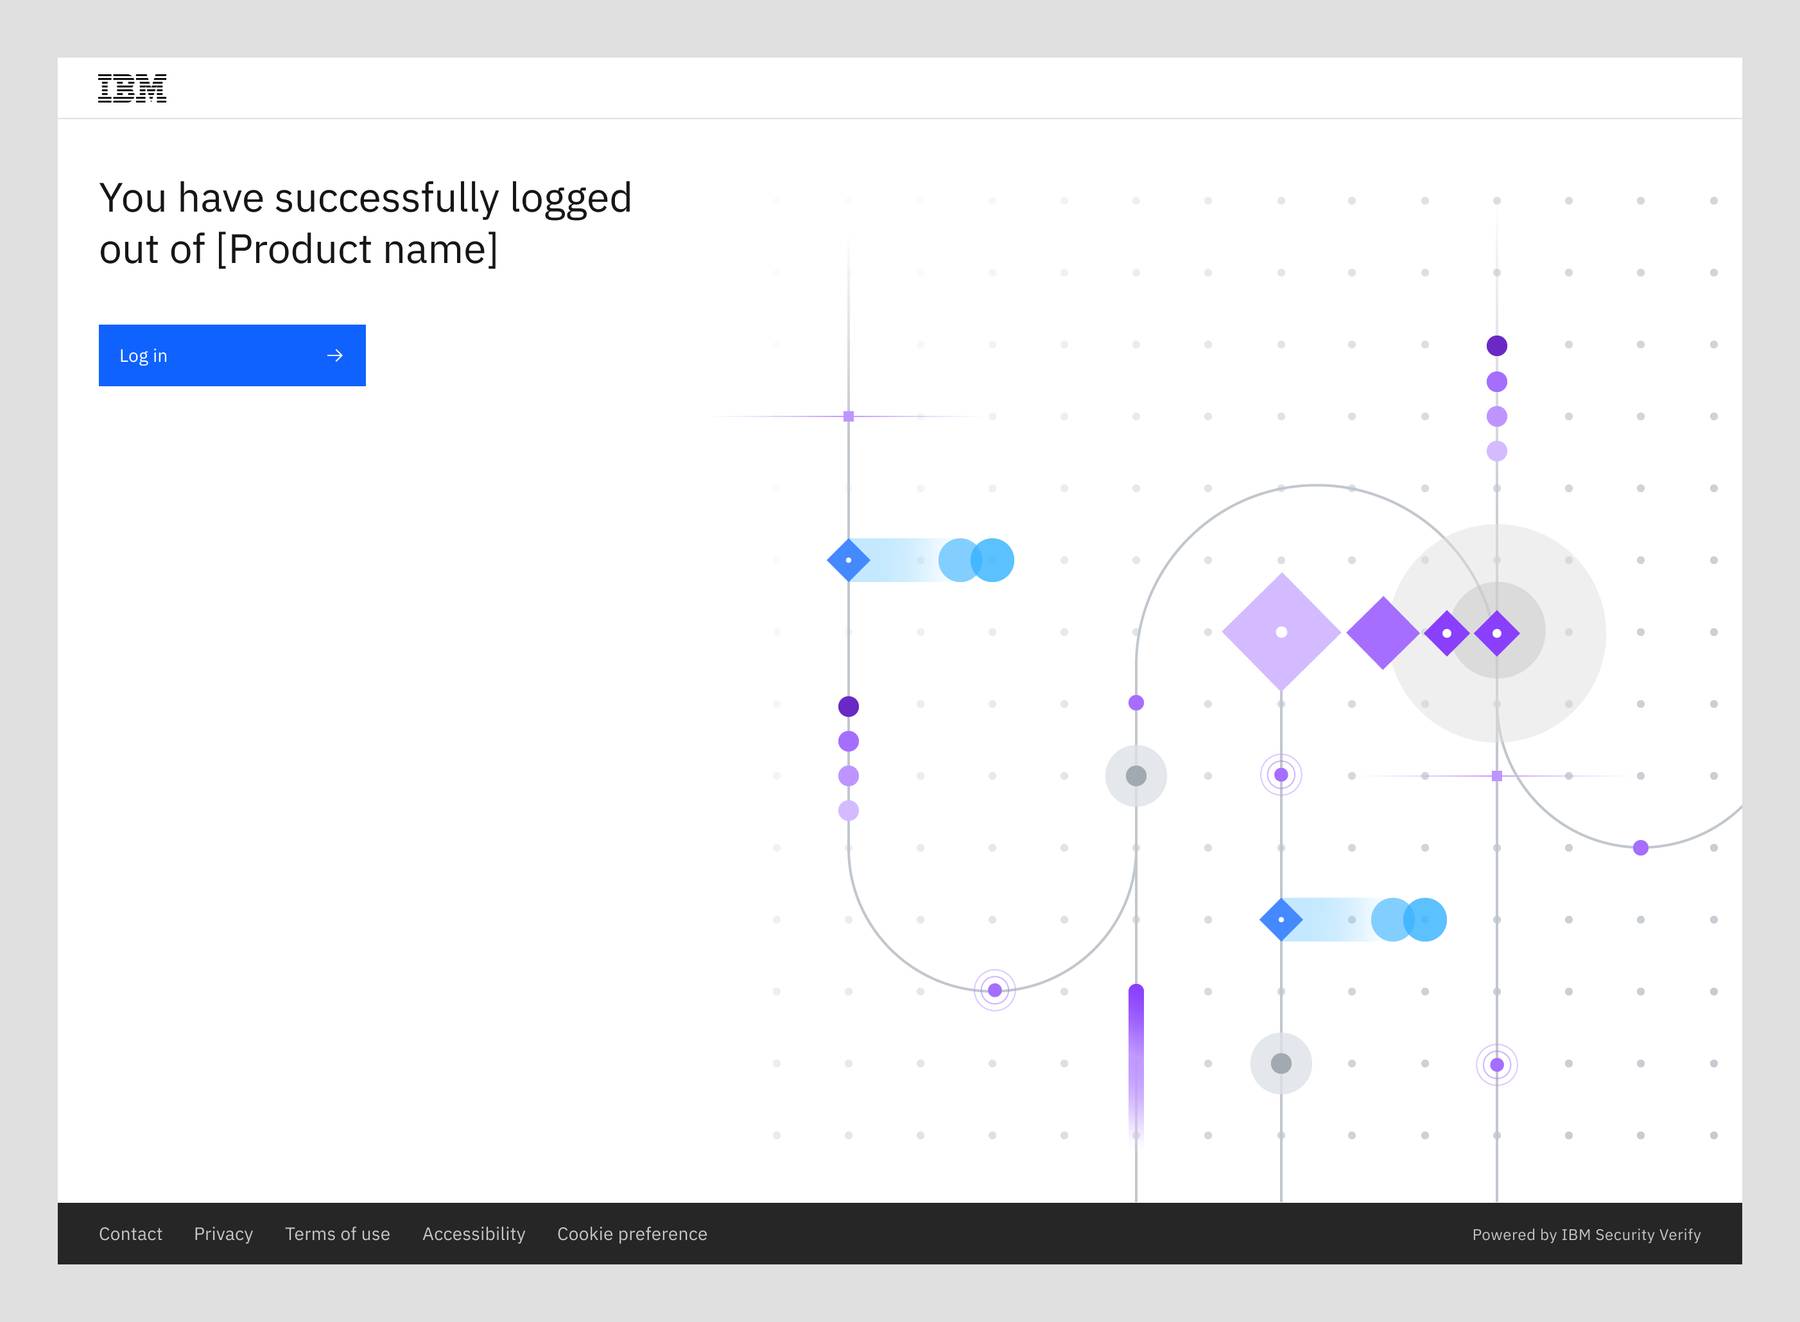 IBM
You have successfully logged
out of [Product name]
Log in
Contact Privacy Terms of use Accessibility Cookie preference
Powered by IBM Security Verify